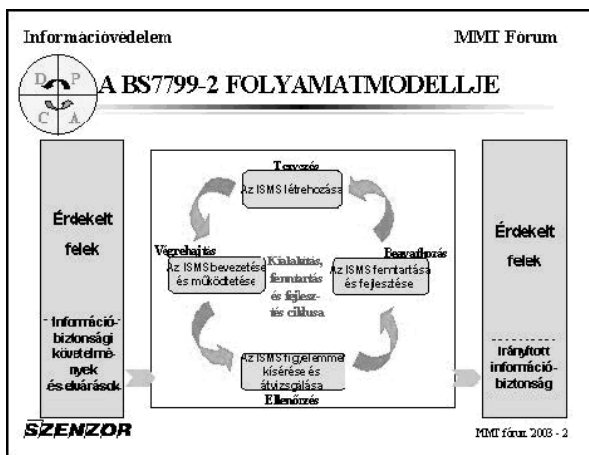 Információvédelem
MMT Fórum
D P
C A
A BS7799-2 FOLYAMATMODELLJE
Érdekelt
felek
Információ-
biztonsági
követelmé-
nyek
és elvárások
Tervezés
Az ISMS létrehozása
Végrehajtás
Az ISMS bevezetése
és működtetése
Kialakítás,
fenntartás
és fejlesz-
tés ciklusa
Beavatkozás
Az ISMS fenntartása
és fejlesztése
Az ISMS figyelemmel
kísérése és
átvizsgálása
Ellenőrzés
Érdekelt
felek
Irányított
információ-
biztonság
SZENZOR
MMT fórum 2003 - 2